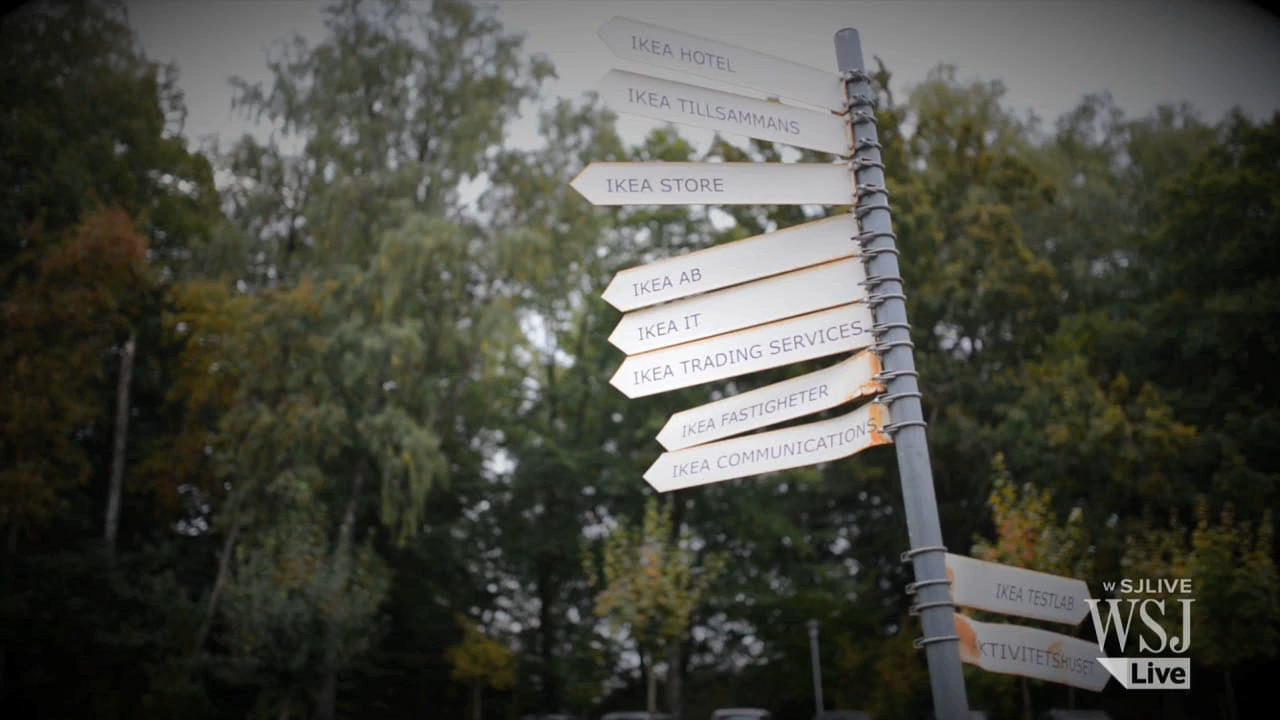 IKEA HOTEL
IKEA TILLSAMMANS
IKEA STORE
IKEA AB
IKEA IT
IKEA TRADING SERVICES
IKEA FASTIGHETER
IKEA COMMUNICATIONS
IKEA TESTLAB
KTIVITETSHUSET
WSJLIVE
WSJ
Live